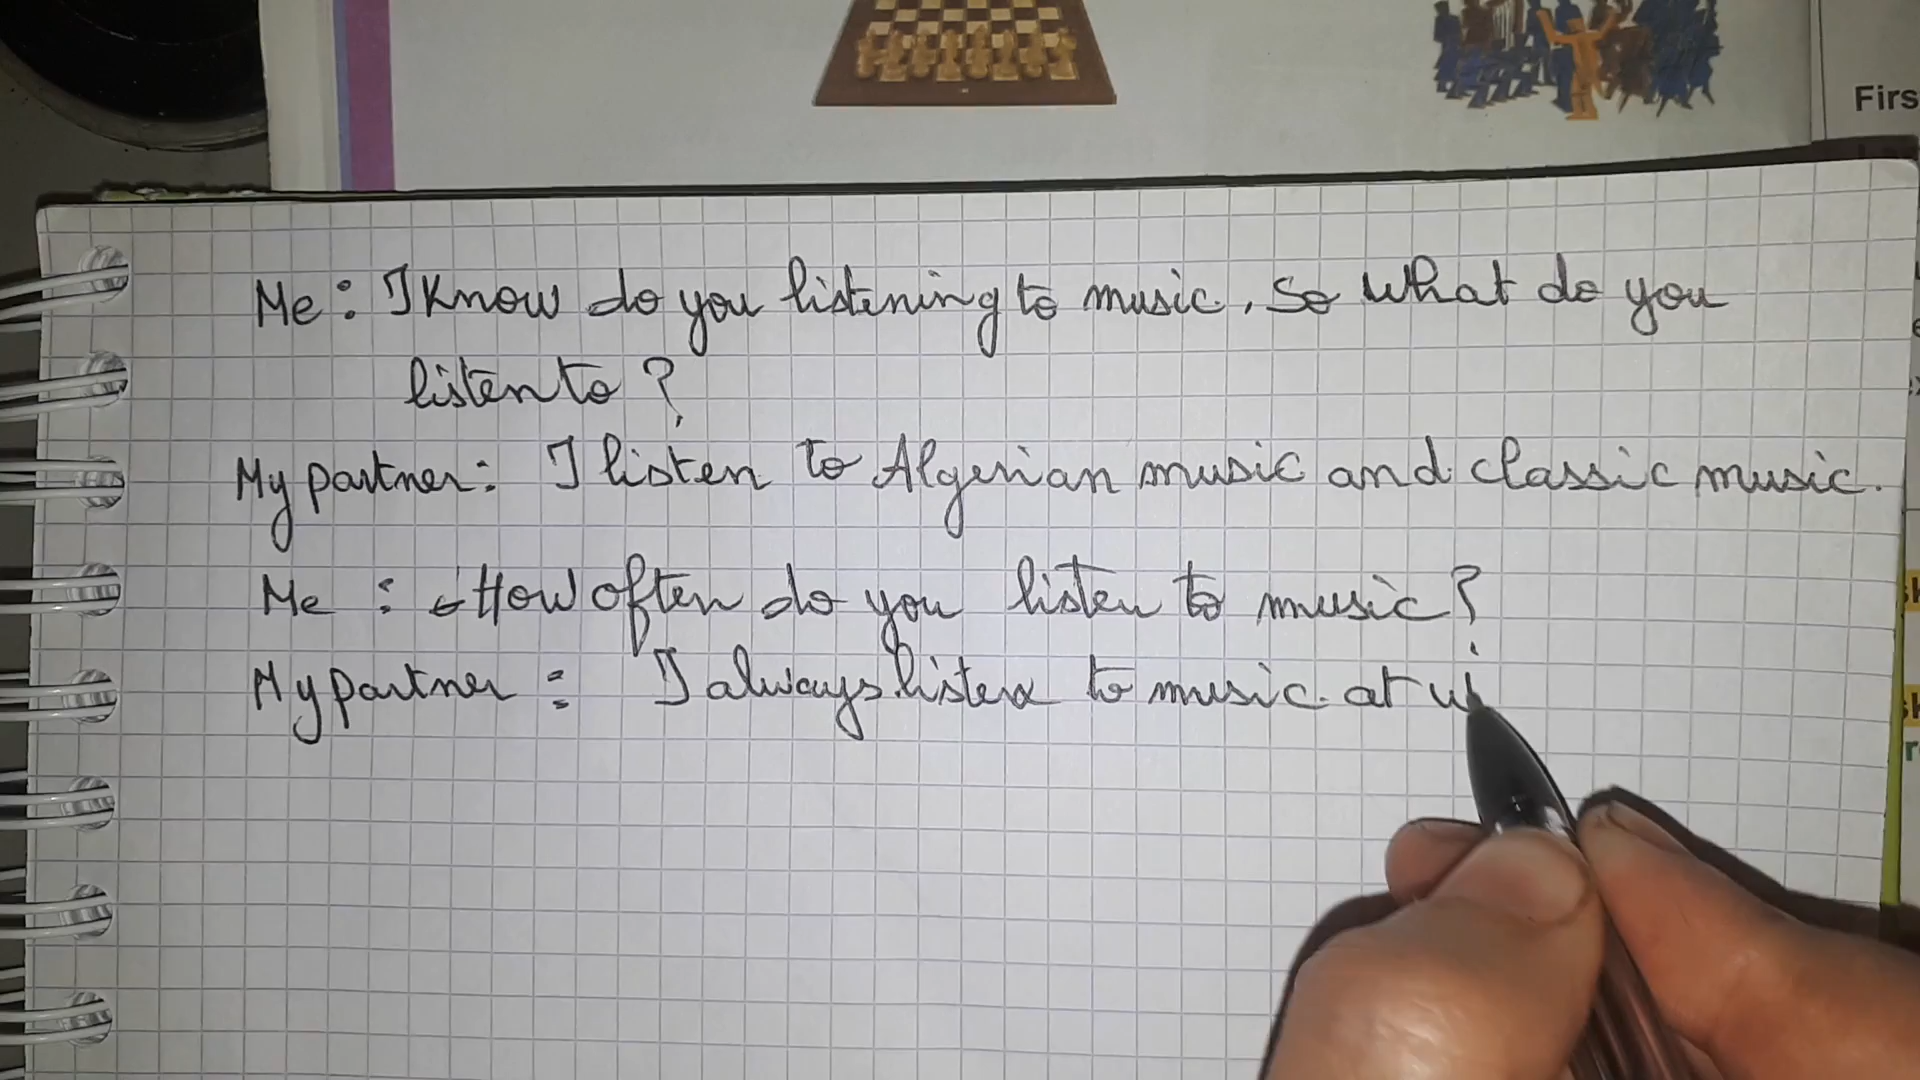 Firs
Me: I know do you listening to music. So what do you
listen to?
My partner: I listen to Algerian music and classic music.
Me: How often do you listen to music?
My partner: I always listen to music. at